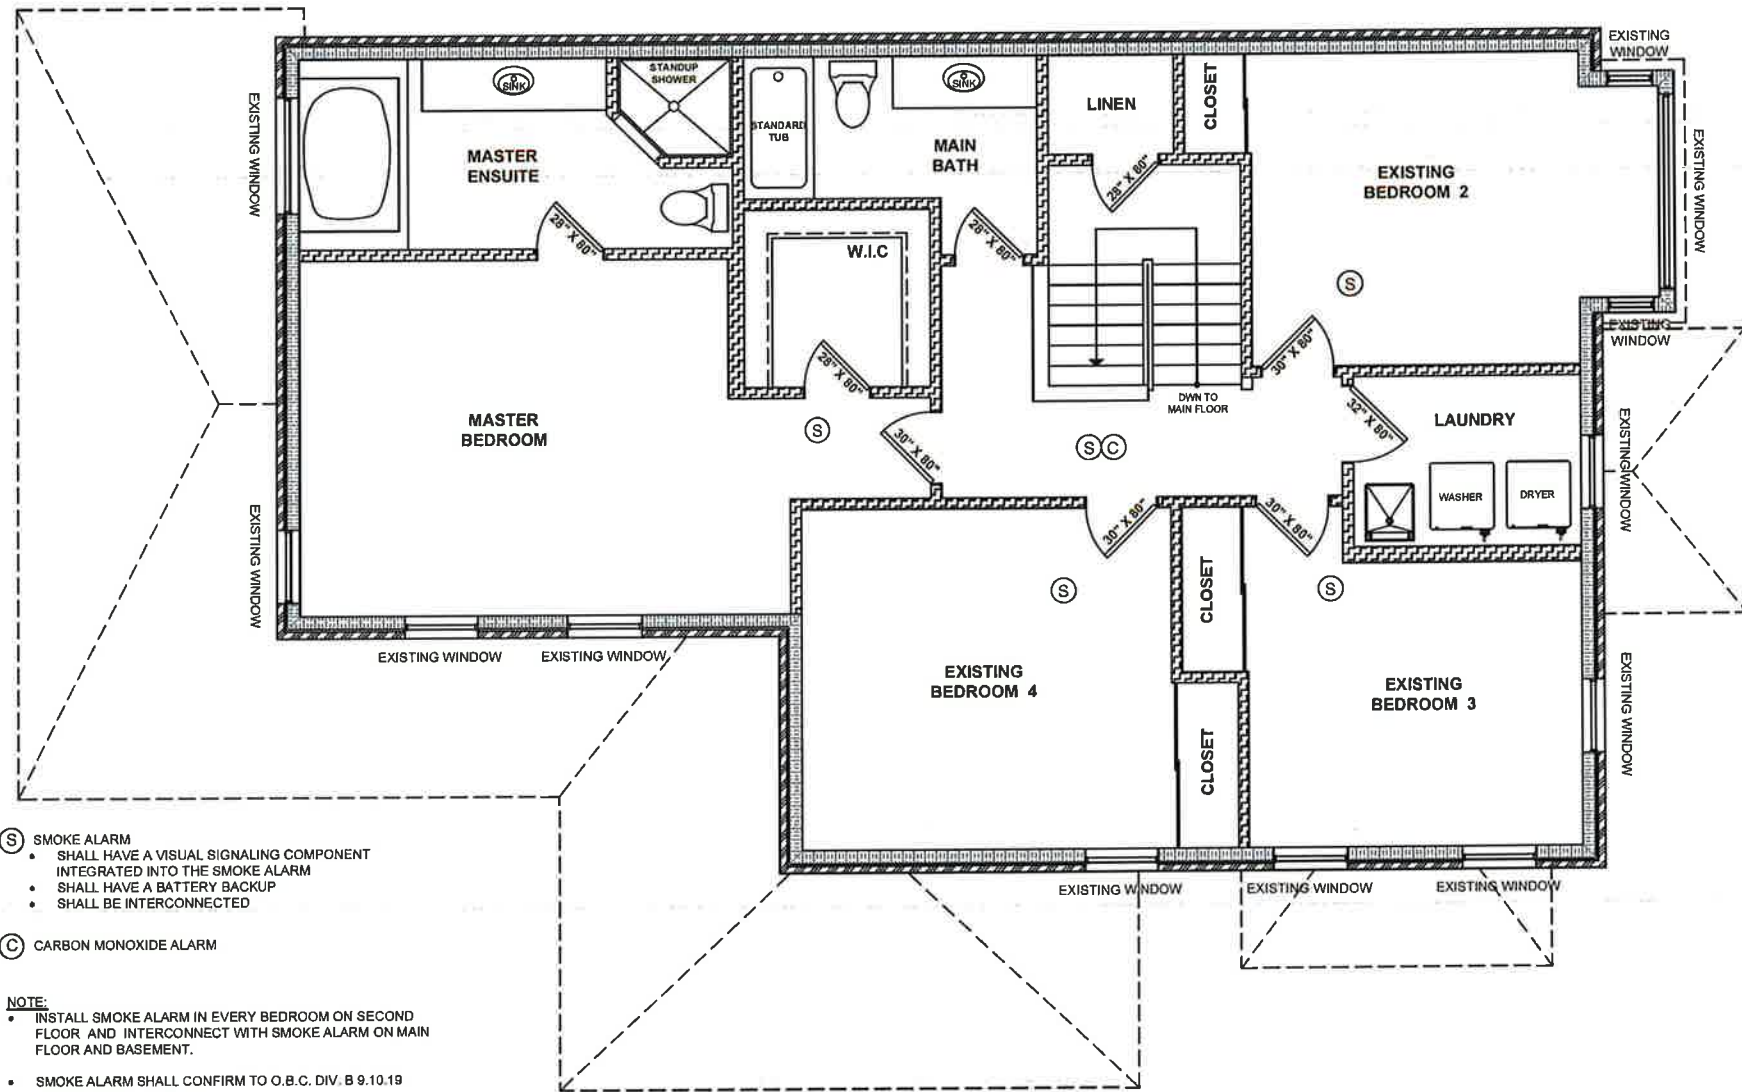 EXISTING
WINDOW
EXISTING WINDOW
SINK
STANDUP
SHOWER
STANDARD
TUB
SINK
LINEN
CLOSET
MASTER
ENSUITE
MAIN
BATH
EXISTING
BEDROOM 2
EXISTING WINDOW
28" X 80"
28" X 80"
28" X 80"
W.I.C
S
EXISTING
WINDOW
28" X 80"
30" X 80"
DWN TO
MAIN FLOOR
MASTER
BEDROOM
S
30" X 80"
S C
32" X 80"
LAUNDRY
EXISTING WINDOW
WASHER
DRYER
EXISTING WINDOW
30" X 80"
30" X 80"
S
CLOSET
S
EXISTING WINDOW
EXISTING WINDOW
EXISTING
BEDROOM 4
EXISTING
BEDROOM 3
EXISTING WINDOW
CLOSET
EXISTING WINDOW
EXISTING WINDOW
EXISTING WINDOW
S SMOKE ALARM
• SHALL HAVE A VISUAL SIGNALING COMPONENT
INTEGRATED INTO THE SMOKE ALARM
• SHALL HAVE A BATTERY BACKUP
• SHALL BE INTERCONNECTED
C CARBON MONOXIDE ALARM
NOTE:
• INSTALL SMOKE ALARM IN EVERY BEDROOM ON SECOND
FLOOR AND INTERCONNECT WITH SMOKE ALARM ON MAIN
FLOOR AND BASEMENT.
• SMOKE ALARM SHALL CONFIRM TO O.B.C. DIV. B 9.10.19